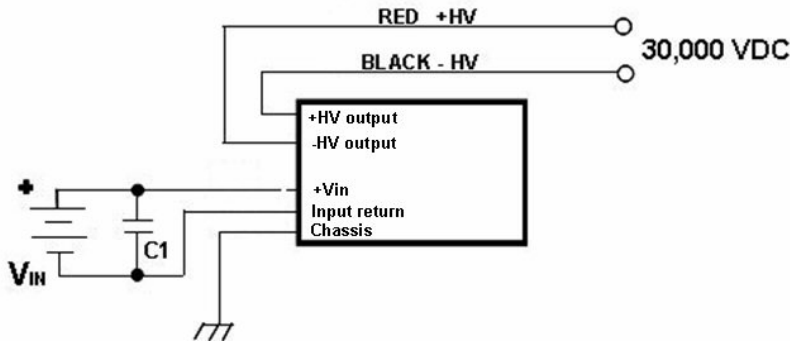 RED +HV
30,000 VDC
BLACK - HV
+HV output
-HV output
+
+Vin
Input return
Chassis
C1
VIN